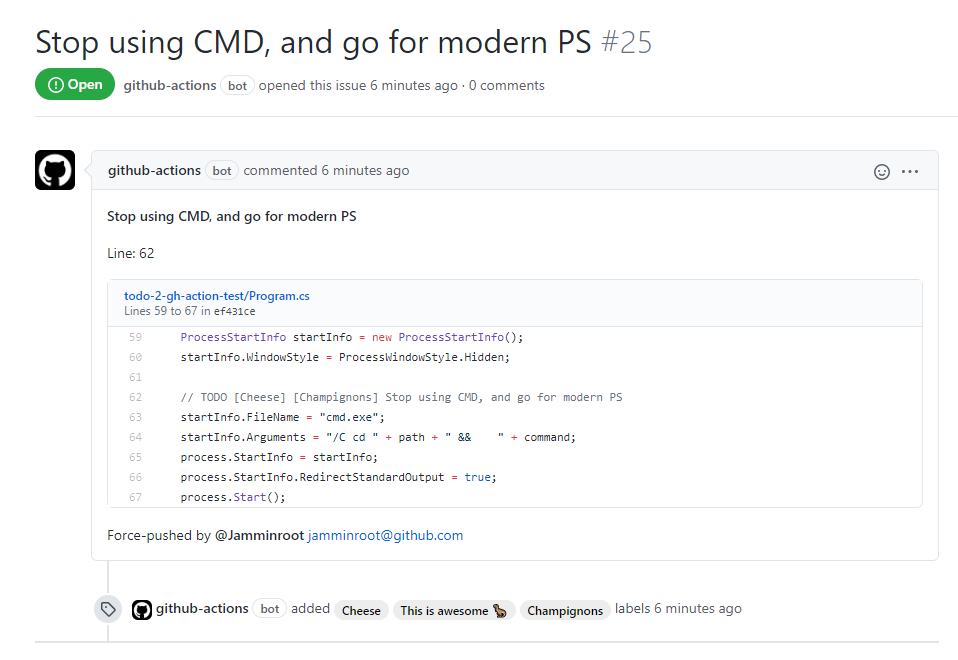 Stop using CMD, and go for modern PS #25
Open github-actions bot opened this issue 6 minutes ago · 0 comments
github-actions bot commented 6 minutes ago
Stop using CMD, and go for modern PS
Line: 62
todo-2-gh-action-test/Program.cs
Lines 59 to 67 in ef431ce
59 ProcessStartInfo startInfo = new ProcessStartInfo();
60 startInfo.WindowStyle = ProcessWindowStyle.Hidden;
61
62 // TODO [Cheese] [Champignons] Stop using CMD, and go for modern PS
63 startInfo.FileName = "cmd.exe";
64 startInfo.Arguments = "/C cd " + path + " &&    " + command;
65 process.StartInfo = startInfo;
66 process.StartInfo.RedirectStandardOutput = true;
67 process.Start();
Force-pushed by @Jamminroot jamminroot@github.com
github-actions bot added Cheese This is awesome 🐂 Champignons labels 6 minutes ago